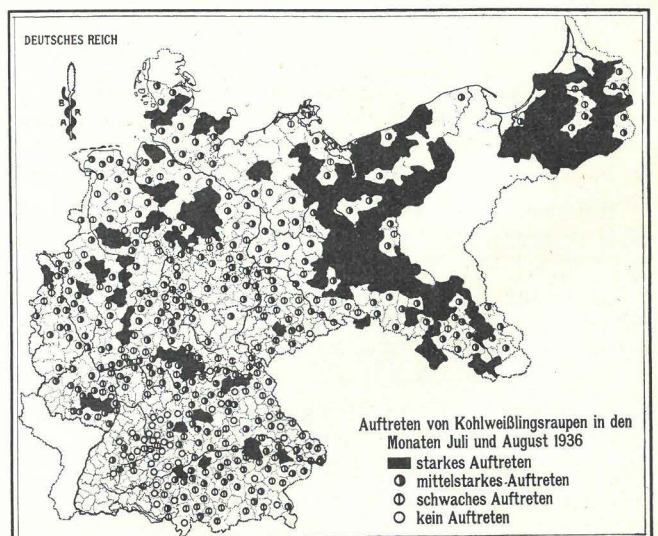 DEUTSCHES REICH
B R
A
Auftreten von Kohlweißlingsraupen in den
Monaten Juli und August 1936
starkes Auftreten
mittelstarkes-Auftreten
schwaches Auftreten
kein Auftreten